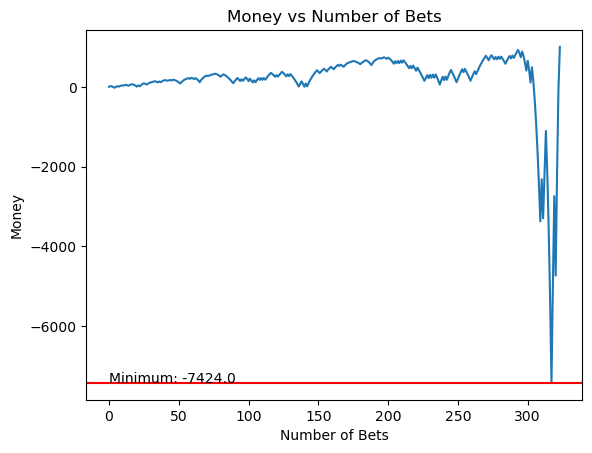 Money vs Number of Bets
Money
0
−2000
−4000
−6000
Minimum: -7424.0
0 50 100 150 200 250 300
Number of Bets